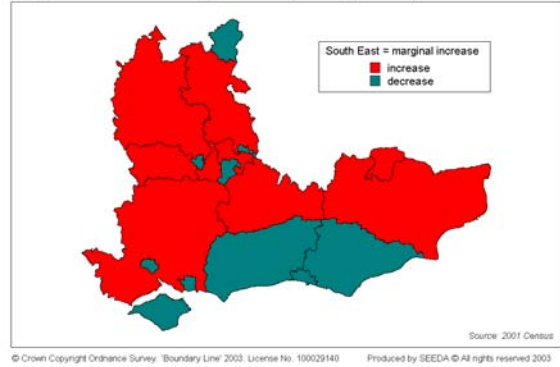 South East = marginal increase
increase
decrease
Source: 2001 Census
© Crown Copyright Ordnance Survey. 'Boundary Line' 2003. License No. 100029140 Produced by SEEDA © All rights reserved 2003